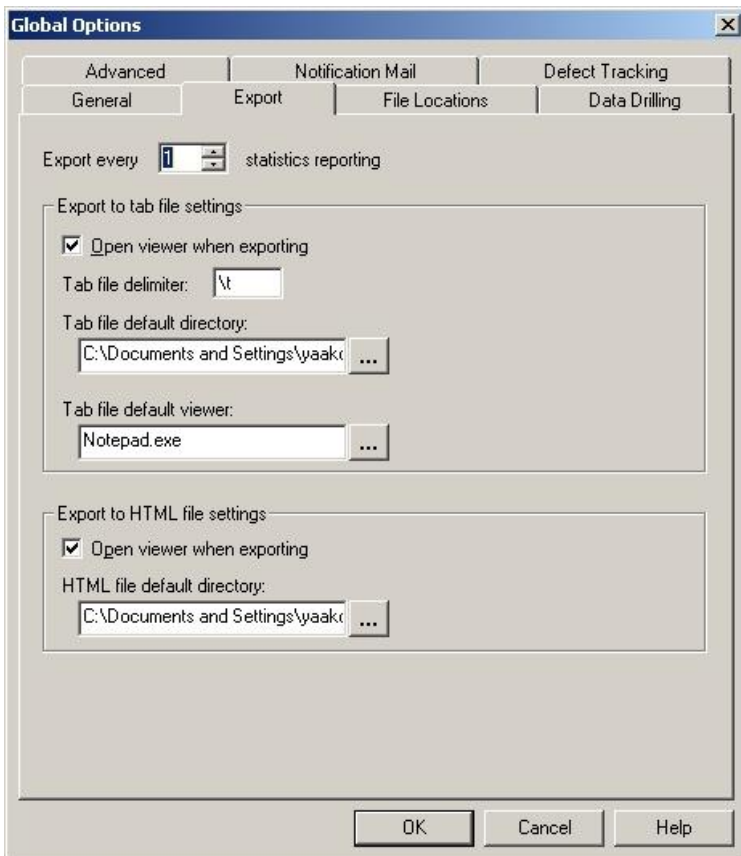 Global Options
Advanced
Notification Mail
Defect Tracking
General
Export
File Locations
Data Drilling
Export every 1 statistics reporting
Export to tab file settings
Open viewer when exporting
Tab file delimiter: \t
Tab file default directory:
C:\Documents and Settings\yaak
...
Tab file default viewer:
Notepad.exe
...
Export to HTML file settings
Open viewer when exporting
HTML file default directory:
C:\Documents and Settings\yaak
...
OK
Cancel
Help